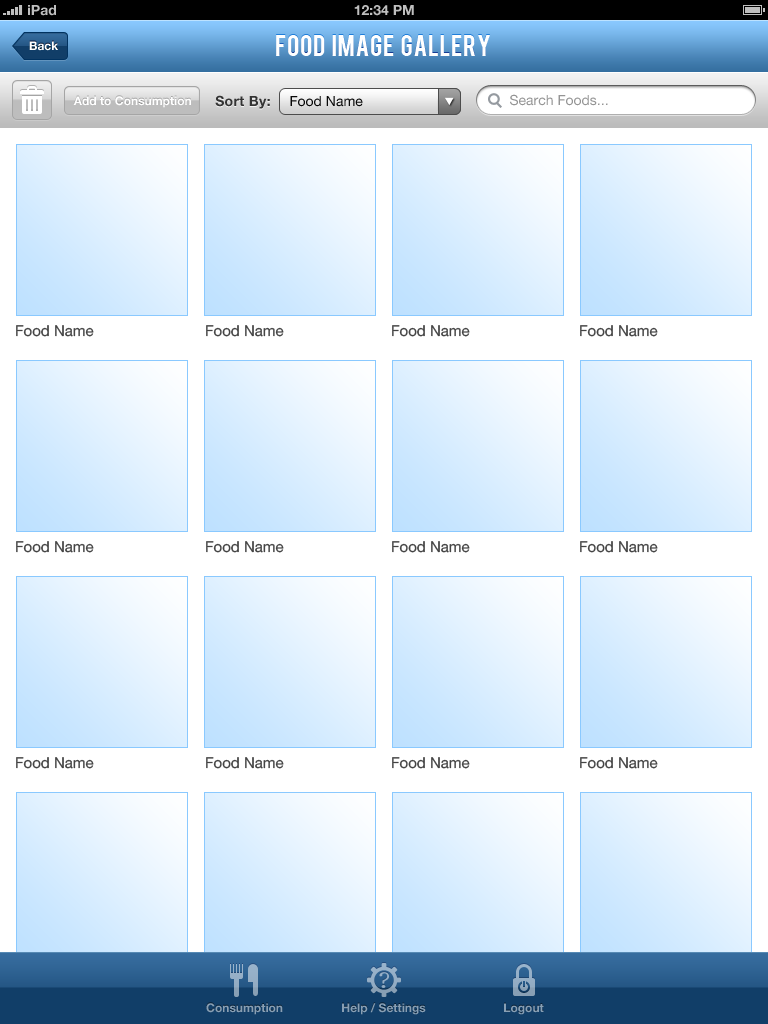 iPad 12:34 PM
Back FOOD IMAGE GALLERY
Add to Consumption Sort By: Food Name Search Foods...
Food Name Food Name Food Name Food Name
Food Name Food Name Food Name Food Name
Food Name Food Name Food Name Food Name
Consumption Help / Settings Logout